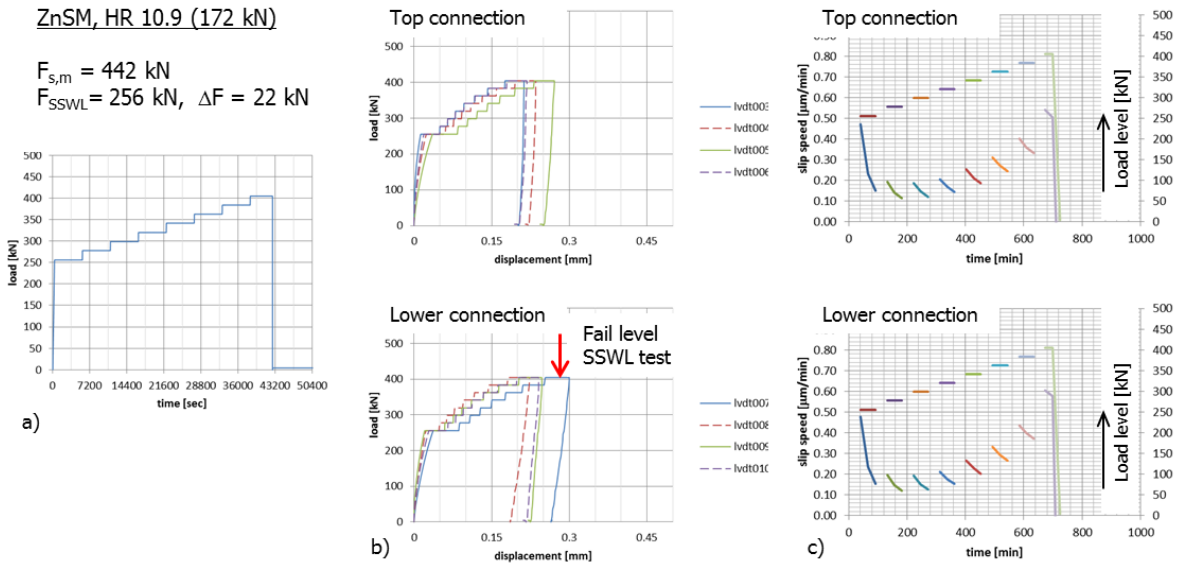 ZnSM, HR 10.9 (172 kN)
Fs,m = 442 kN
FSSWL= 256 kN, ΔF = 22 kN
500
450
400
350
300
250
200
150
100
50
0
load [kN]
0 7200 14400 21600 28800 36000 43200 50400
time [sec]
a)
Top connection
500
400
300
200
100
0
load [kN]
0 0.15 0.3 0.45
displacement [mm]
lvdt003
lvdt004
lvdt005
lvdt006
Lower connection
Fail level
SSWL test
500
400
300
200
100
0
load [kN]
0 0.15 0.3 0.45
displacement [mm]
lvdt007
lvdt008
lvdt009
lvdt010
b)
Top connection
0.80
0.70
0.60
0.50
0.40
0.30
0.20
0.10
0.00
slip speed [µm/min]
0 200 400 600 800 1000
time [min]
500
450
400
350
300
250
200
150
100
50
0
Load level [kN]
Lower connection
0.80
0.70
0.60
0.50
0.40
0.30
0.20
0.10
0.00
slip speed [µm/min]
0 200 400 600 800 1000
time [min]
500
450
400
350
300
250
200
150
100
50
0
Load level [kN]
c)